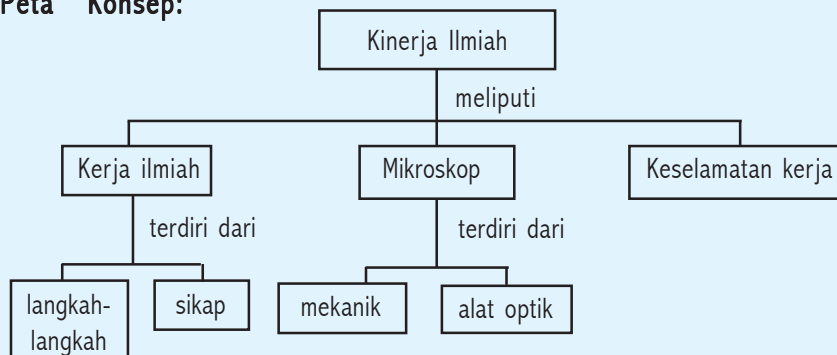 Peta Konsep:
Kinerja Ilmiah
meliputi
Kerja ilmiah
Mikroskop
Keselamatan kerja
terdiri dari
terdiri dari
langkah-
langkah
sikap
mekanik
alat optik